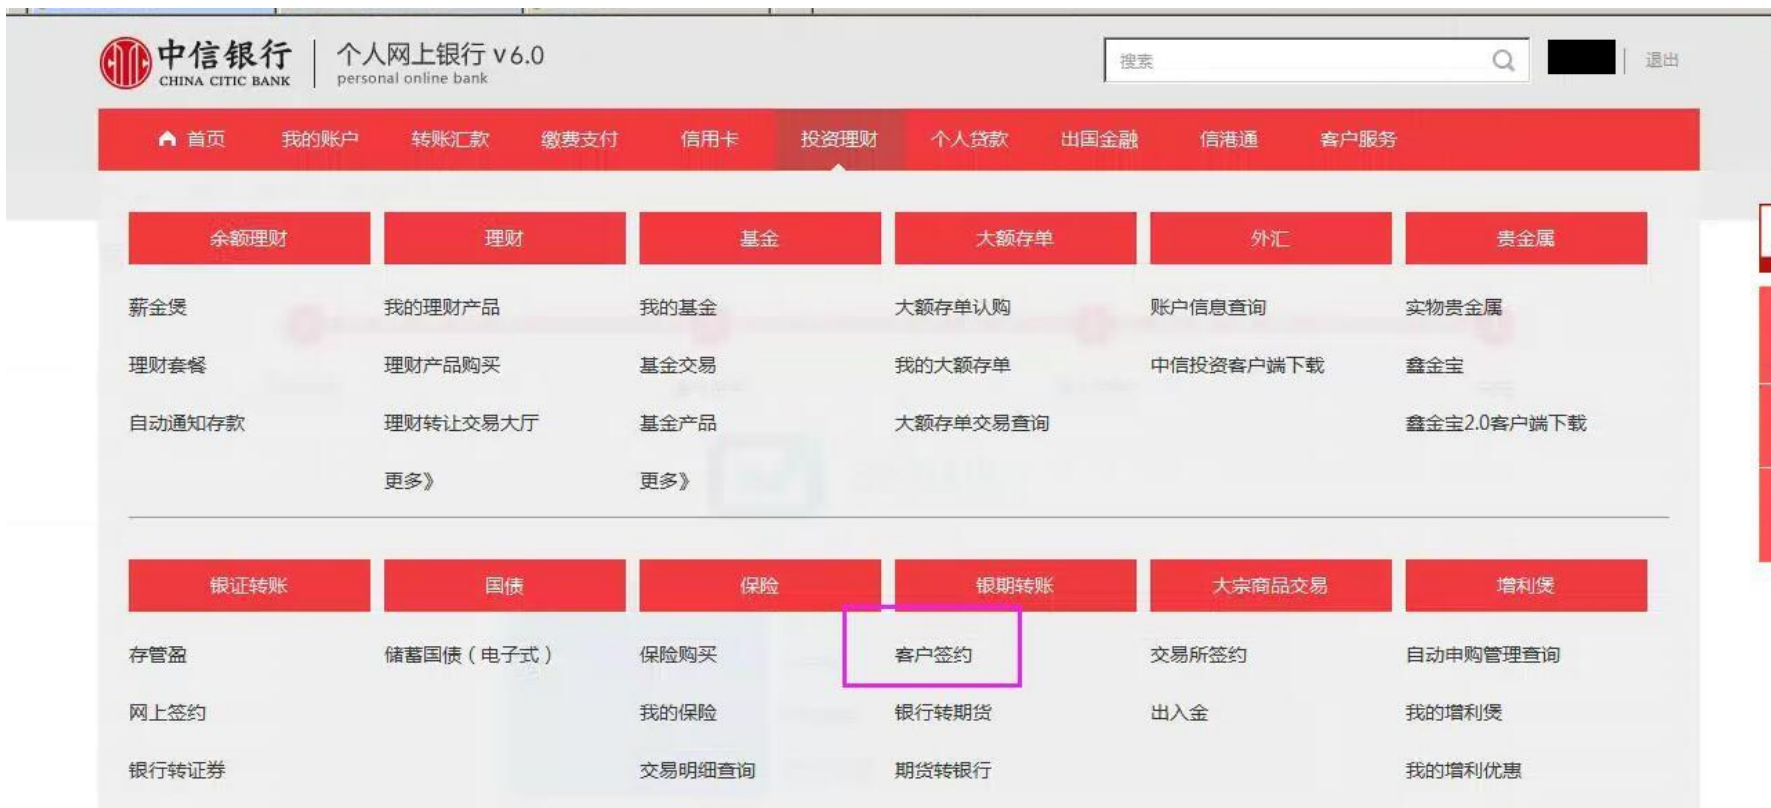 中信银行
CHINA CITIC BANK
个人网上银行 v 6.0
personal online bank
搜索
退出
首页 我的账户 转账汇款 缴费支付 信用卡 投资理财 个人贷款 出国金融 信港通 客户服务
余额理财 理财 基金 大额存单 外汇 贵金属
薪金煲 我的理财产品 我的基金 大额存单认购 账户信息查询 实物贵金属
理财套餐 理财产品购买 基金交易 我的大额存单 中信投资客户端下载 鑫金宝
自动通知存款 理财转让交易大厅 基金产品 大额存单交易查询 鑫金宝2.0客户端下载
更多》 更多》
银证转账 国债 保险 银期转账 大宗商品交易 增利煲
存管盈 储蓄国债（电子式） 保险购买 客户签约 交易所签约 自动申购管理查询
网上签约 我的保险 银行转期货 出入金 我的增利煲
银行转证券 交易明细查询 期货转银行 我的增利优惠